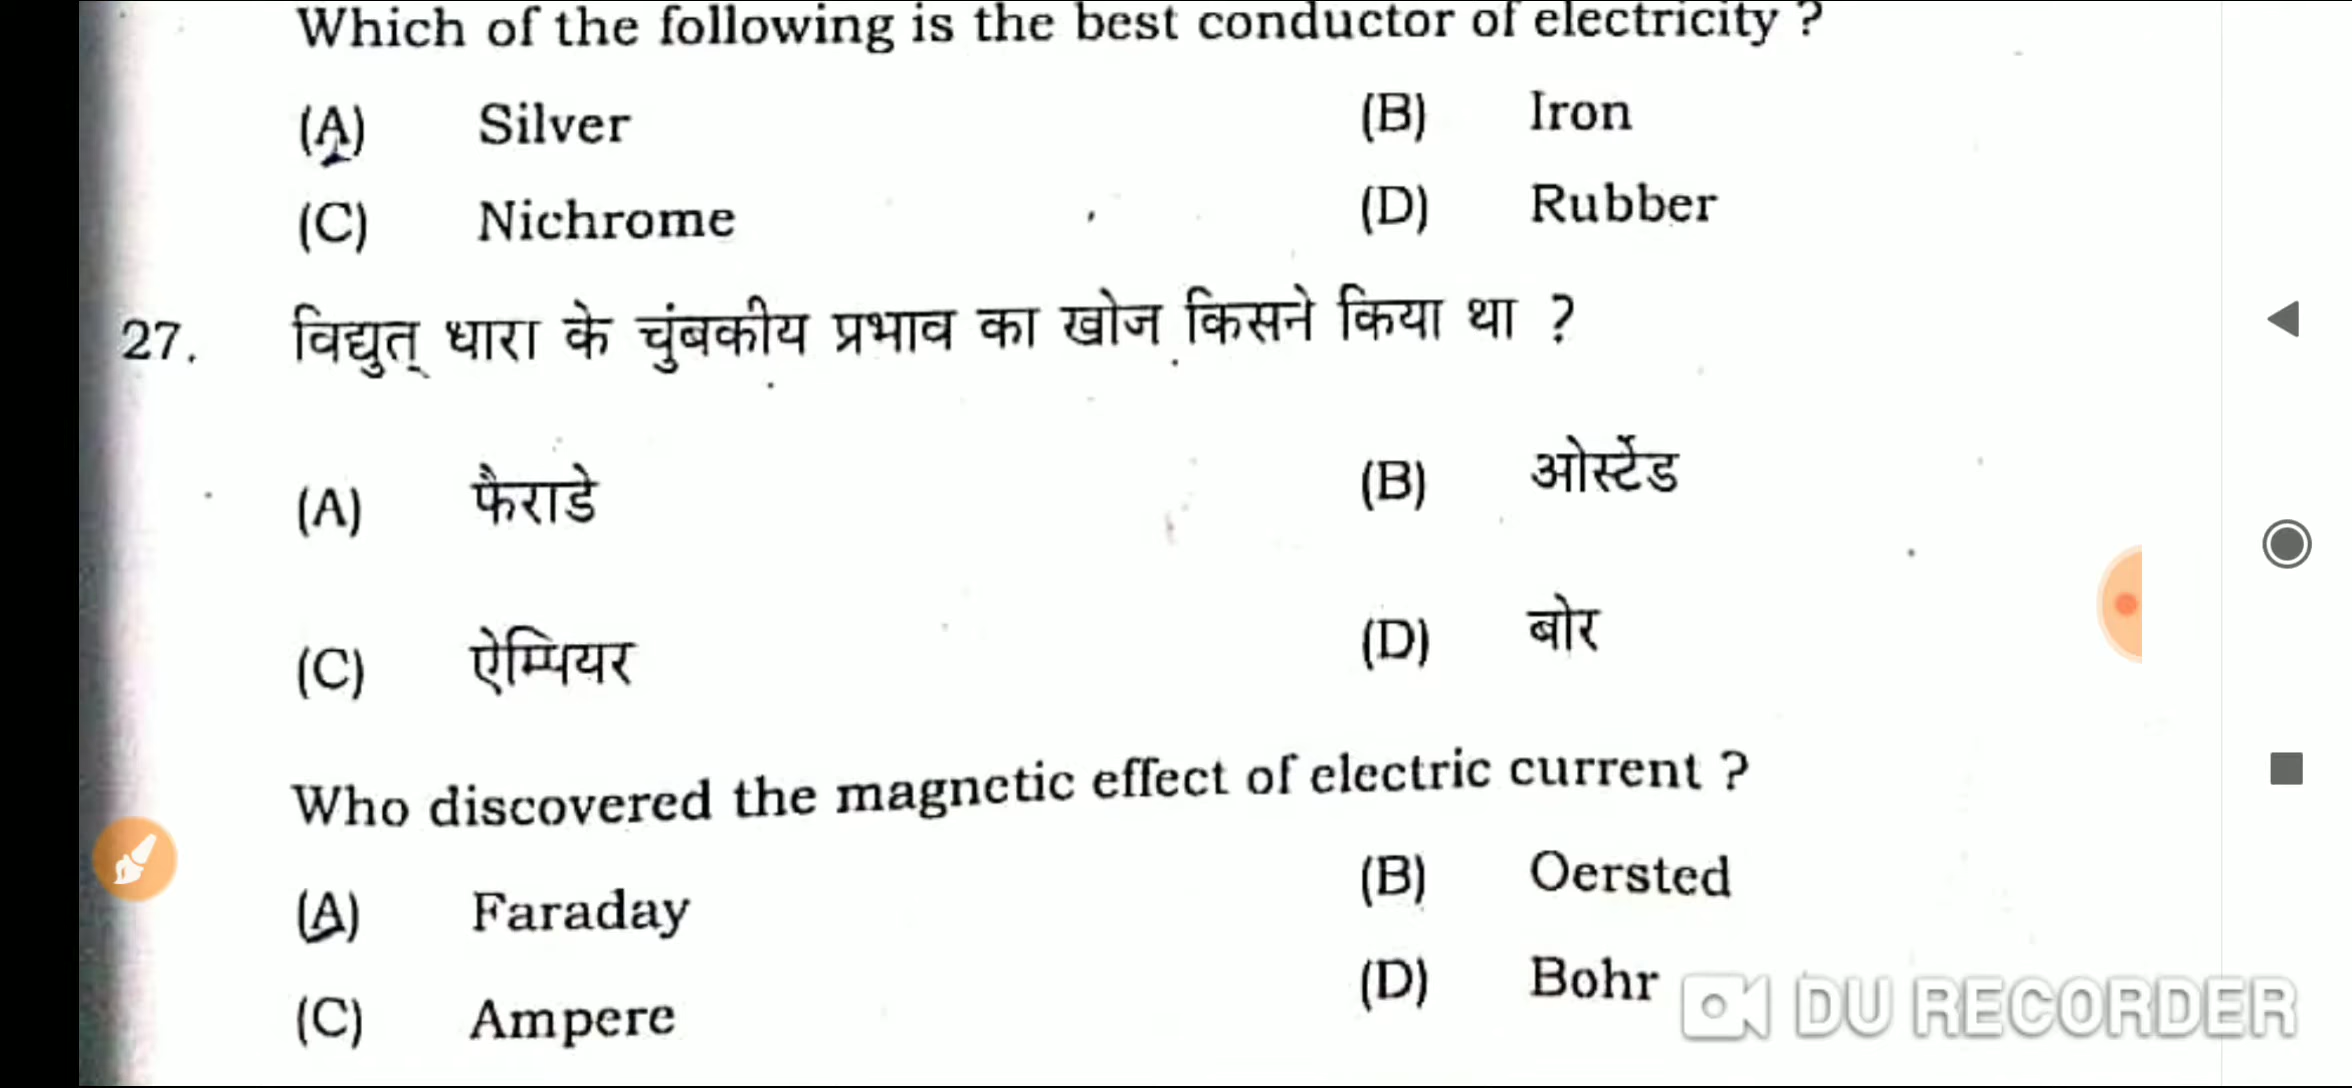 Which of the following is the best conductor of electricity ?
(A) Silver (B) Iron
(C) Nichrome (D) Rubber
27. विद्युत् धारा के चुंबकीय प्रभाव का खोज किसने किया था ?
(A) फैराडे (B) ओर्स्टेड
(C) ऐम्पियर (D) बोर
Who discovered the magnetic effect of electric current ?
(A) Faraday (B) Oersted
(C) Ampere (D) Bohr
DU RECORDER